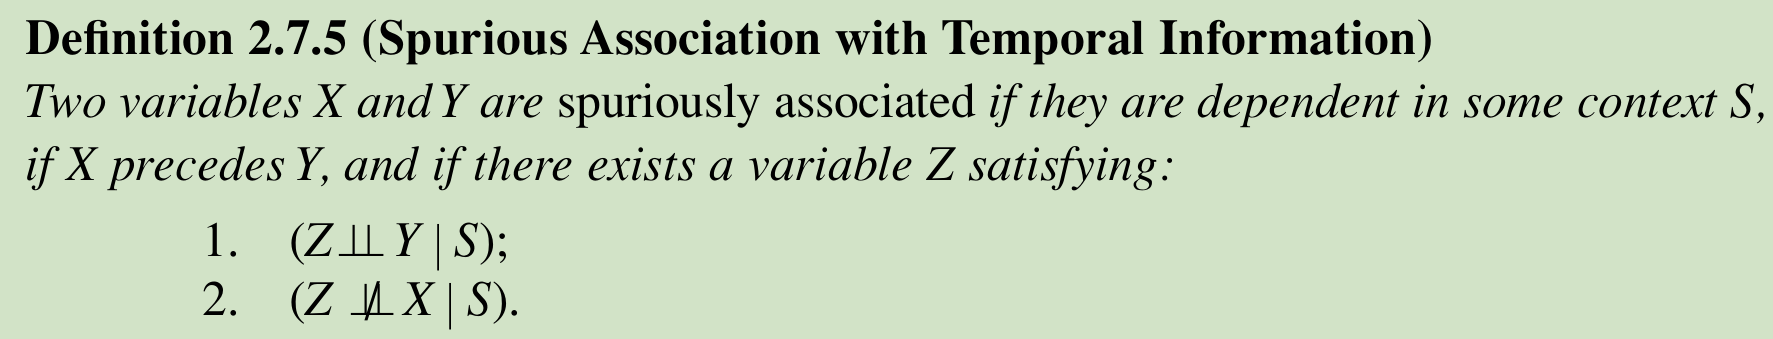 Definition 2.7.5 (Spurious Association with Temporal Information)
Two variables X and Y are spuriously associated if they are dependent in some context S,
if X precedes Y, and if there exists a variable Z satisfying:
1. (Z ⫫ Y | S);
2. (Z ⫫̸ X | S).